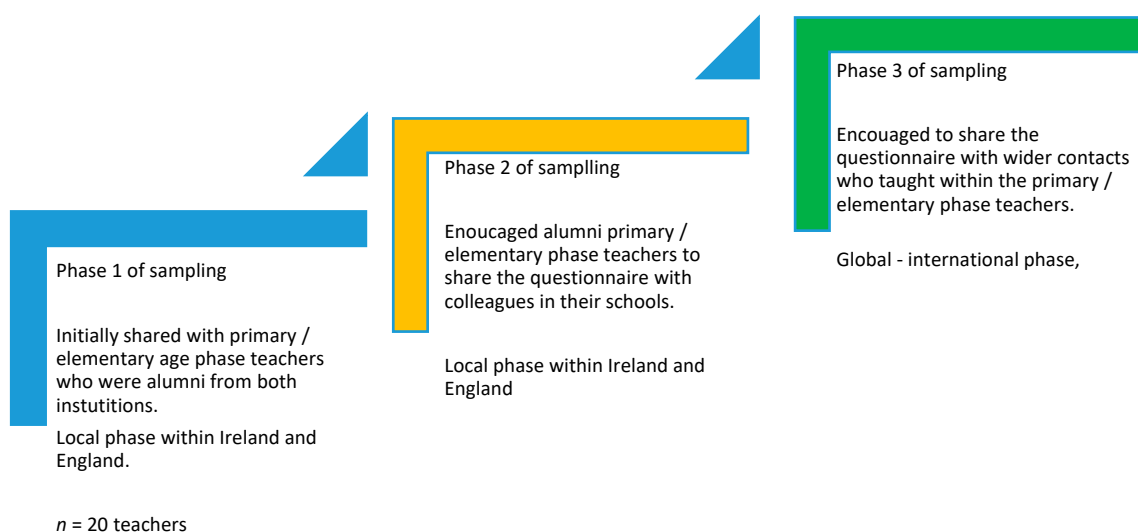 Phase 1 of sampling
Initially shared with primary /
elementary age phase teachers
who were alumni from both
instutitions.
Local phase within Ireland and
England.
n = 20 teachers
Phase 2 of samplling
Enoucaged alumni primary /
elementary phase teachers to
share the questionnaire with
colleagues in their schools.
Local phase within Ireland and
England
Phase 3 of sampling
Encouaged to share the
questionnaire with wider contacts
who taught within the primary /
elementary phase teachers.
Global - international phase,